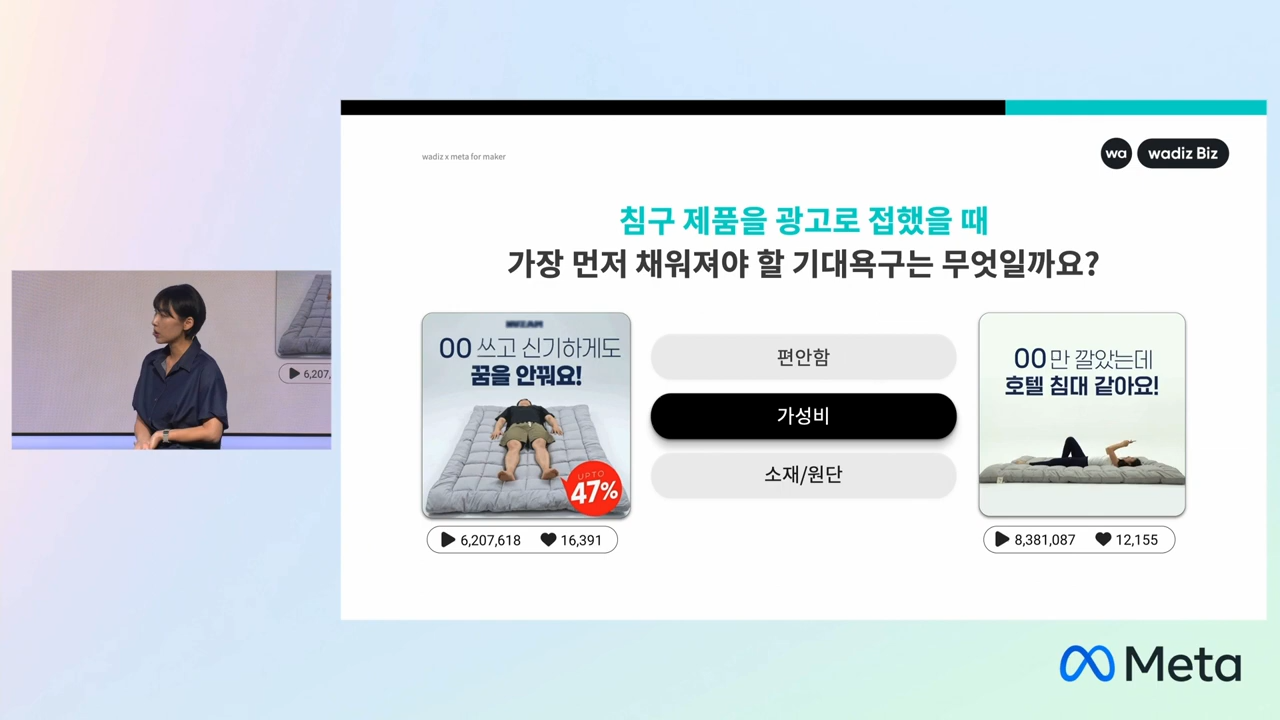 wadiz x meta for maker
wa
wadiz Biz
침구 제품을 광고로 접했을 때
가장 먼저 채워져야 할 기대욕구는 무엇일까요?
OO 쓰고 신기하게도
꿈을 안꿔요!
UPTO
47%
6,207,618
16,391
편안함
가성비
소재/원단
OO만 깔았는데
호텔 침대 같아요!
8,381,087
12,155
6,207,
Meta